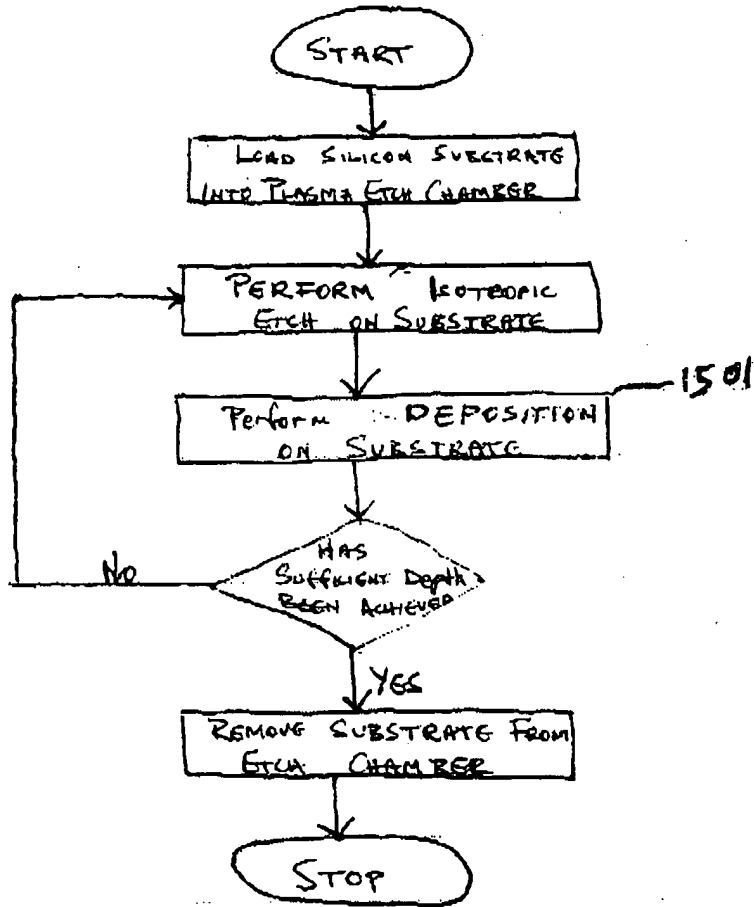 START
LOAD SILICON SUBSTRATE
INTO PLASMA ETCH CHAMBER
PERFORM ISOTROPIC
ETCH ON SUBSTRATE
1501
Perform DEPOSITION
ON SUBSTRATE
HAS
SUFFICIENT Depth
BEEN ACHIEVED
No
YES
REMOVE SUBSTRATE FROM
ETCH CHAMBER
STOP